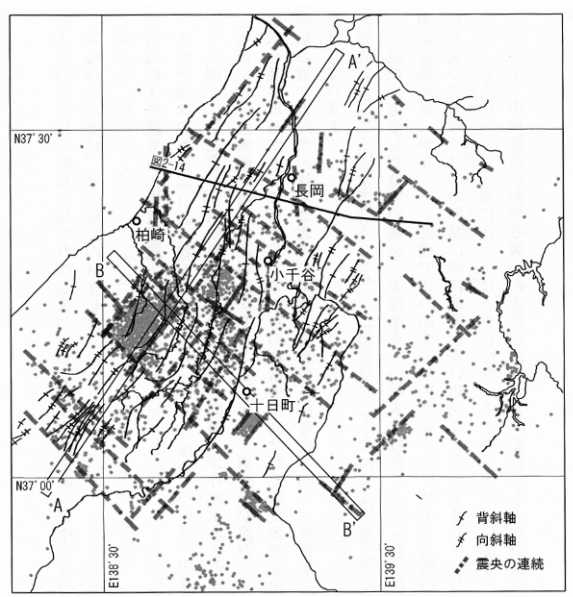 A'
N37°30'
図2-14
長岡
柏崎
B
小千谷
十日町
N37°00'
A
B'
背斜軸
向斜軸
震央の連続
E138°30'
E139°30'